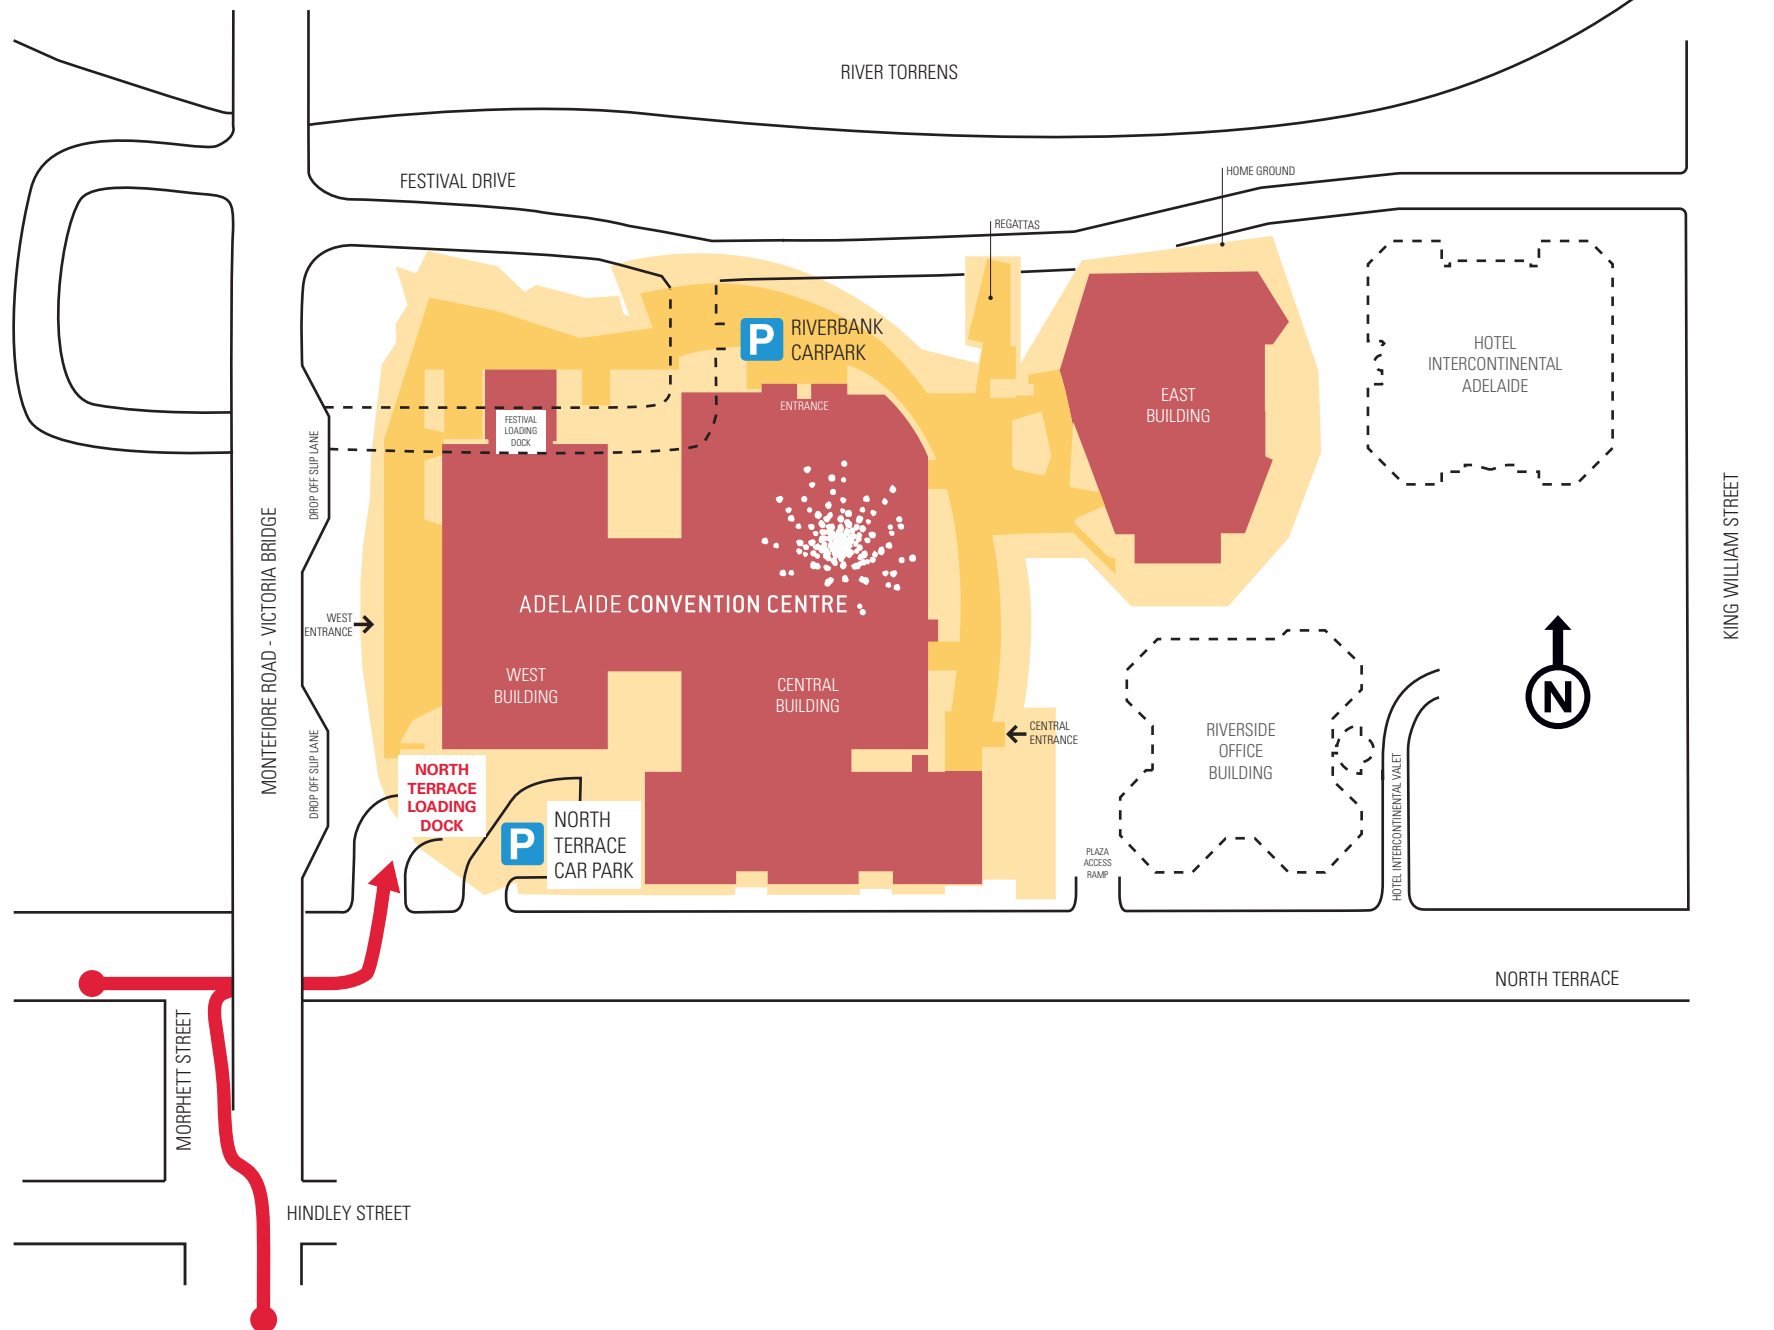 RIVER TORRENS
FESTIVAL DRIVE
HOME GROUND
REGATTAS
P
RIVERBANK
CARPARK
HOTEL
INTERCONTINENTAL
ADELAIDE
EAST
BUILDING
ENTRANCE
FESTIVAL
LOADING
DOCK
DROP OFF SLIP LANE
MONTEFIORE ROAD - VICTORIA BRIDGE
KING WILLIAM STREET
ADELAIDE CONVENTION CENTRE
WEST
ENTRANCE
WEST
BUILDING
CENTRAL
BUILDING
N
CENTRAL
ENTRANCE
RIVERSIDE
OFFICE
BUILDING
DROP OFF SLIP LANE
NORTH
TERRACE
LOADING
DOCK
P
NORTH
TERRACE
CAR PARK
PLAZA
ACCESS
RAMP
HOTEL INTERCONTINENTAL VALET
NORTH TERRACE
MORPHETT STREET
HINDLEY STREET